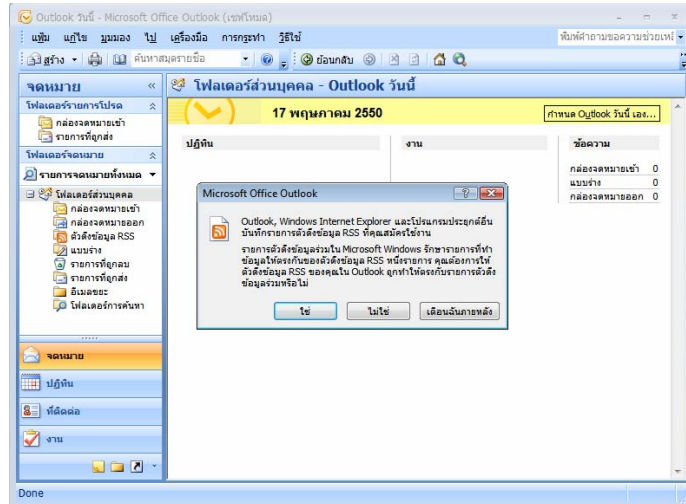 Outlook วันนี้ - Microsoft Office Outlook (เซฟโหมด)
แฟ้ม แก้ไข มุมมอง ไป เครื่องมือ การกระทำ วิธีใช้ พิมพ์คำถามขอความช่วยเหลื
สร้าง ค้นหาสมุดรายชื่อ ย้อนกลับ
จดหมาย
โฟลเดอร์ส่วนบุคคล - Outlook วันนี้
โฟลเดอร์รายการโปรด
กล่องจดหมายเข้า
รายการที่ถูกส่ง
17 พฤษภาคม 2550
กำหนด Outlook วันนี้ เอง...
โฟลเดอร์จดหมาย
รายการจดหมายทั้งหมด
โฟลเดอร์ส่วนบุคคล
กล่องจดหมายเข้า
กล่องจดหมายออก
ตัวดึงข้อมูล RSS
แบบร่าง
รายการที่ถูกลบ
รายการที่ถูกส่ง
อีเมลขยะ
โฟลเดอร์การค้นหา
ปฏิทิน
งาน
ข้อความ
กล่องจดหมายเข้า 0
แบบร่าง 0
กล่องจดหมายออก 0
Microsoft Office Outlook
Outlook, Windows Internet Explorer และโปรแกรมประยุกต์อื่น
บันทึกรายการตัวดึงข้อมูล RSS ที่คุณสมัครใช้งาน
รายการตัวดึงข้อมูลร่วมใน Microsoft Windows รักษารายการที่ทำ
ข้อมูลให้ตรงกันของตัวดึงข้อมูล RSS หนึ่งรายการ คุณต้องการให้
ตัวดึงข้อมูล RSS ของคุณใน Outlook ถูกทำให้ตรงกับรายการตัวดึง
ข้อมูลร่วมหรือไม่
ใช่ ไม่ใช่ เตือนฉันภายหลัง
จดหมาย
ปฏิทิน
ที่ติดต่อ
งาน
Done